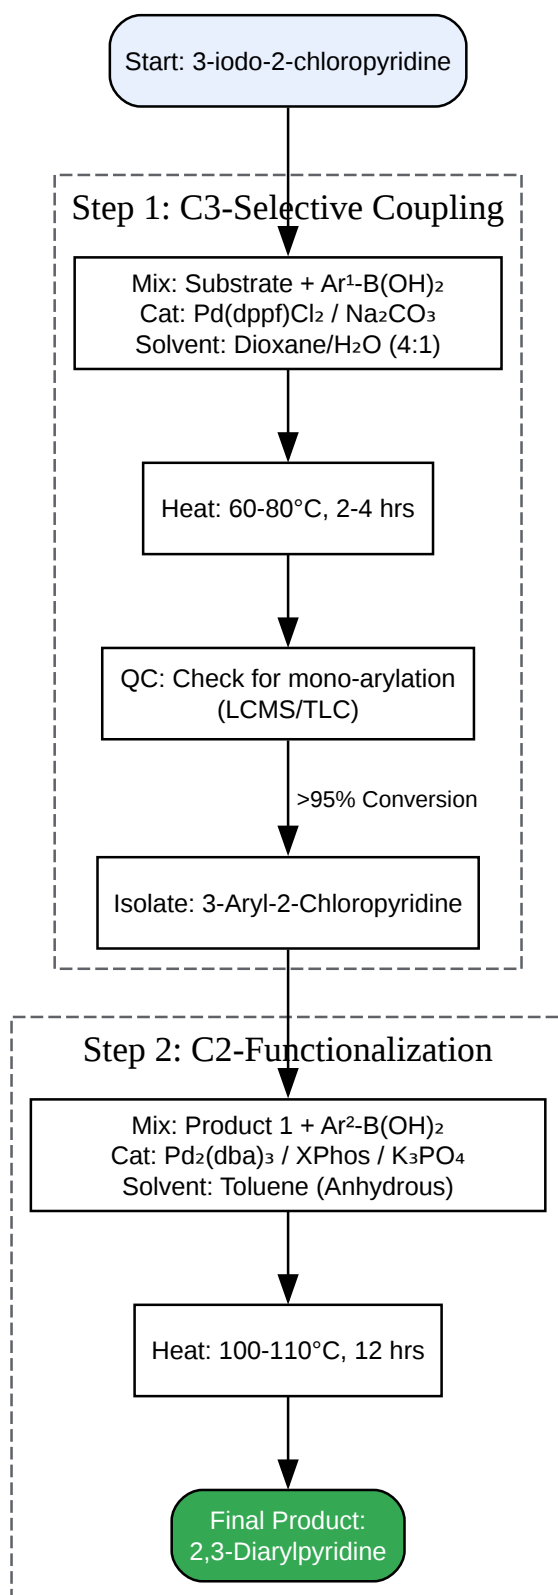 Start: 3-iodo-2-chloropyridine
Step 1: C3-Selective Coupling
Mix: Substrate + Ar¹-B(OH)₂
Cat: Pd(dppf)Cl₂ / Na₂CO₃
Solvent: Dioxane/H₂O (4:1)
Heat: 60-80°C, 2-4 hrs
QC: Check for mono-arylation
(LCMS/TLC)
>95% Conversion
Isolate: 3-Aryl-2-Chloropyridine
Step 2: C2-Functionalization
Mix: Product 1 + Ar²-B(OH)₂
Cat: Pd₂(dba)₃ / XPhos / K₃PO₄
Solvent: Toluene (Anhydrous)
Heat: 100-110°C, 12 hrs
Final Product:
2,3-Diarylpyridine